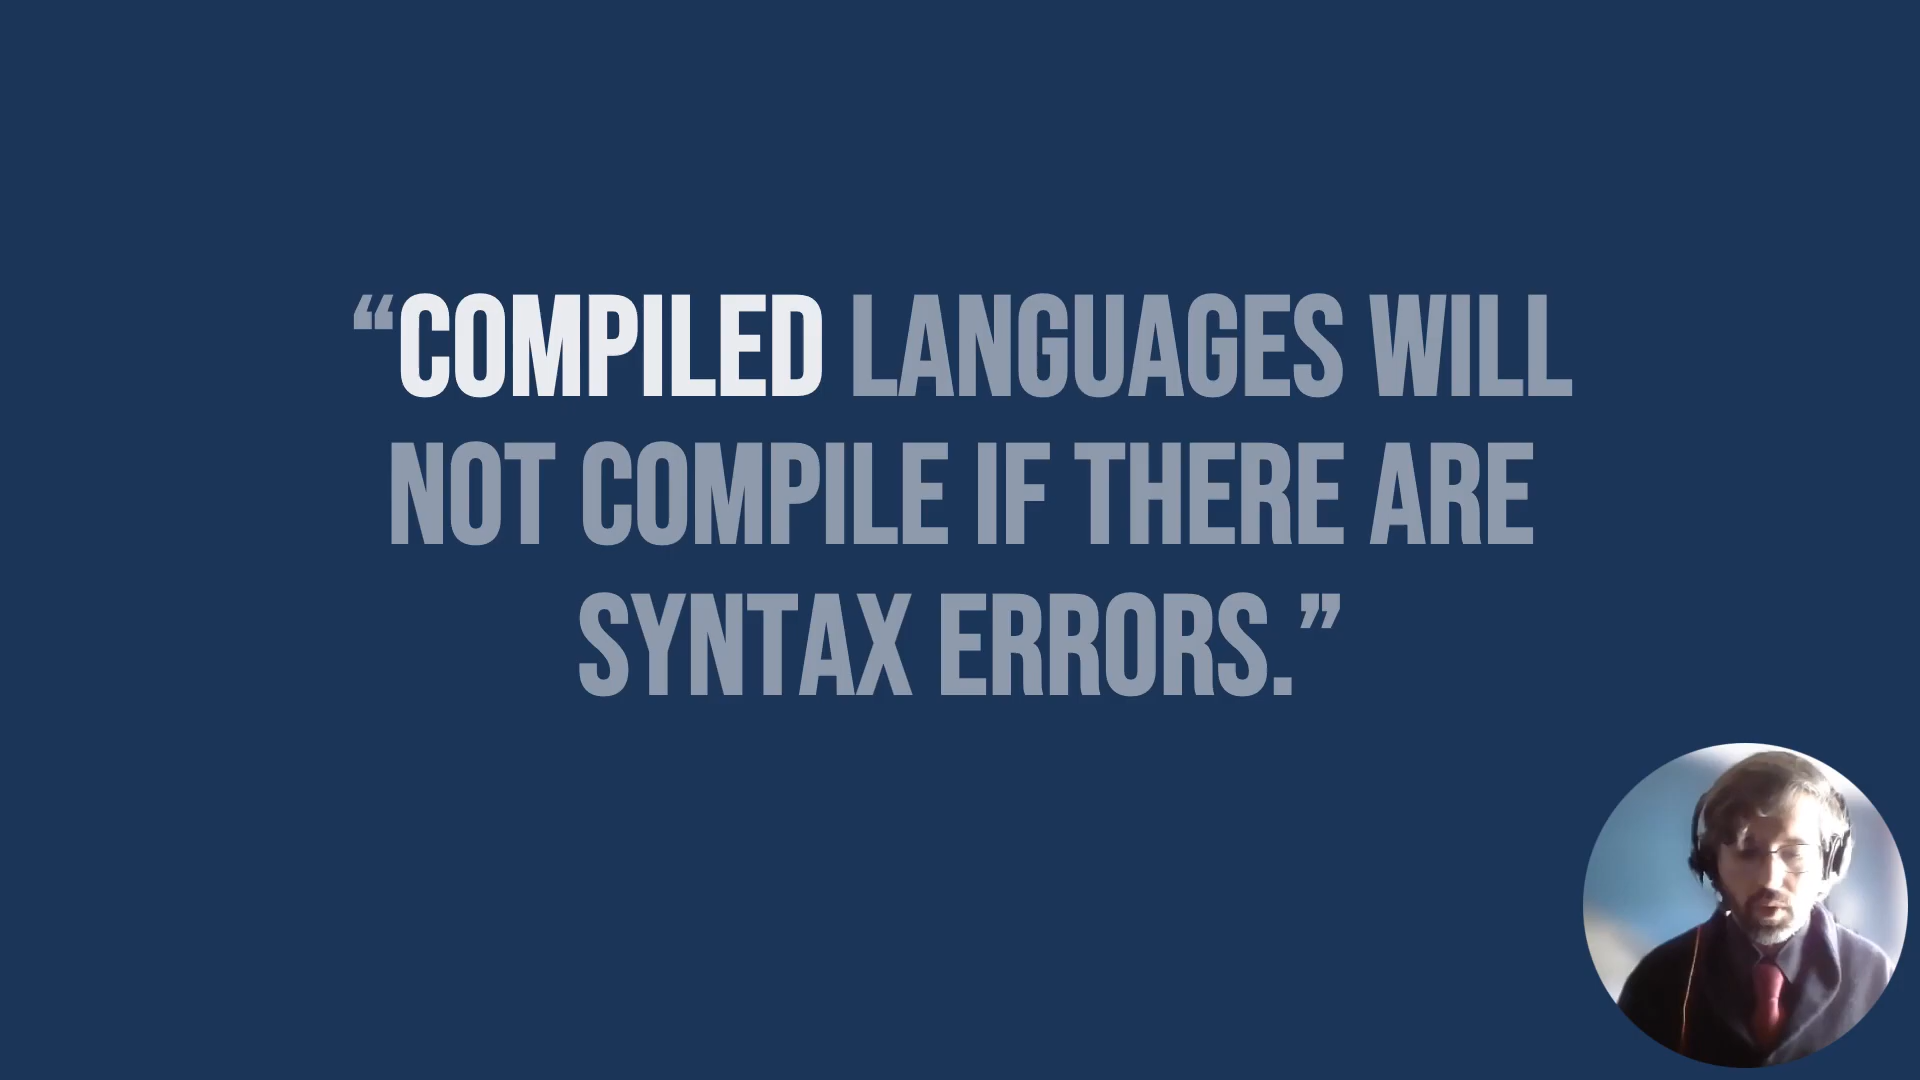 “COMPILED LANGUAGES WILL
NOT COMPILE IF THERE ARE
SYNTAX ERRORS.”